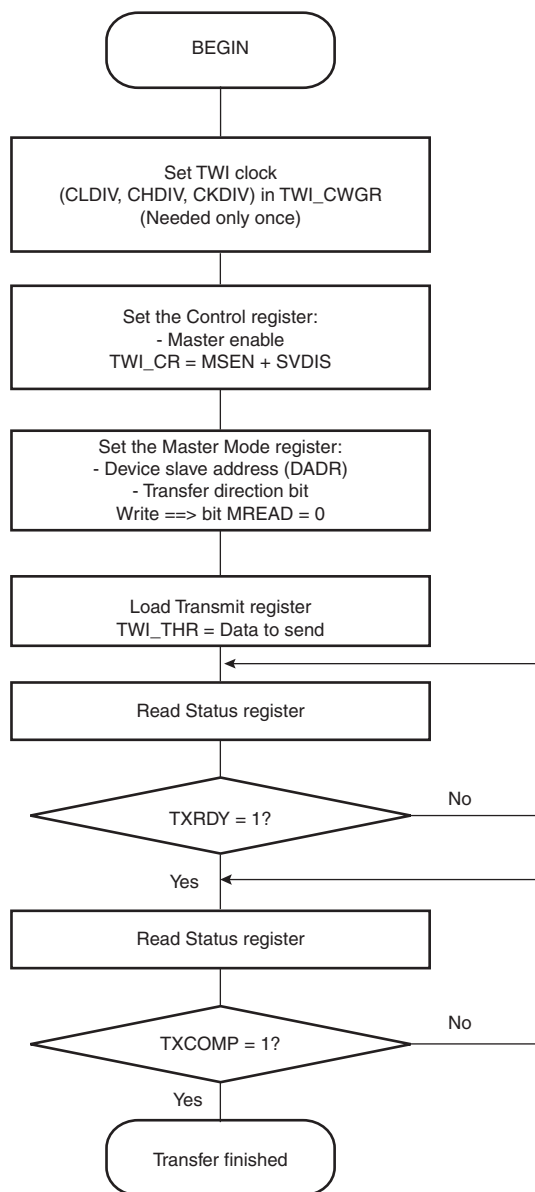 BEGIN
Set TWI clock
(CLDIV, CHDIV, CKDIV) in TWI_CWGR
(Needed only once)
Set the Control register:
- Master enable
TWI_CR = MSEN + SVDIS
Set the Master Mode register:
- Device slave address (DADR)
- Transfer direction bit
Write ==> bit MREAD = 0
Load Transmit register
TWI_THR = Data to send
Read Status register
TXRDY = 1?
No
Yes
Read Status register
TXCOMP = 1?
No
Yes
Transfer finished